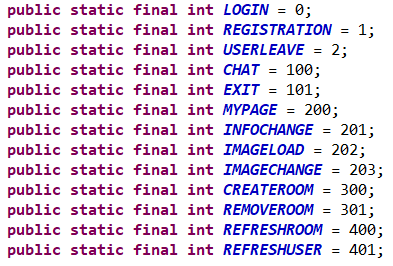 public static final int LOGIN = 0;
public static final int REGISTRATION = 1;
public static final int USERLEAVE = 2;
public static final int CHAT = 100;
public static final int EXIT = 101;
public static final int MYPAGE = 200;
public static final int INFOCHANGE = 201;
public static final int IMAGELOAD = 202;
public static final int IMAGECHANGE = 203;
public static final int CREATEROOM = 300;
public static final int REMOVEROOM = 301;
public static final int REFRESHROOM = 400;
public static final int REFRESHUSER = 401;